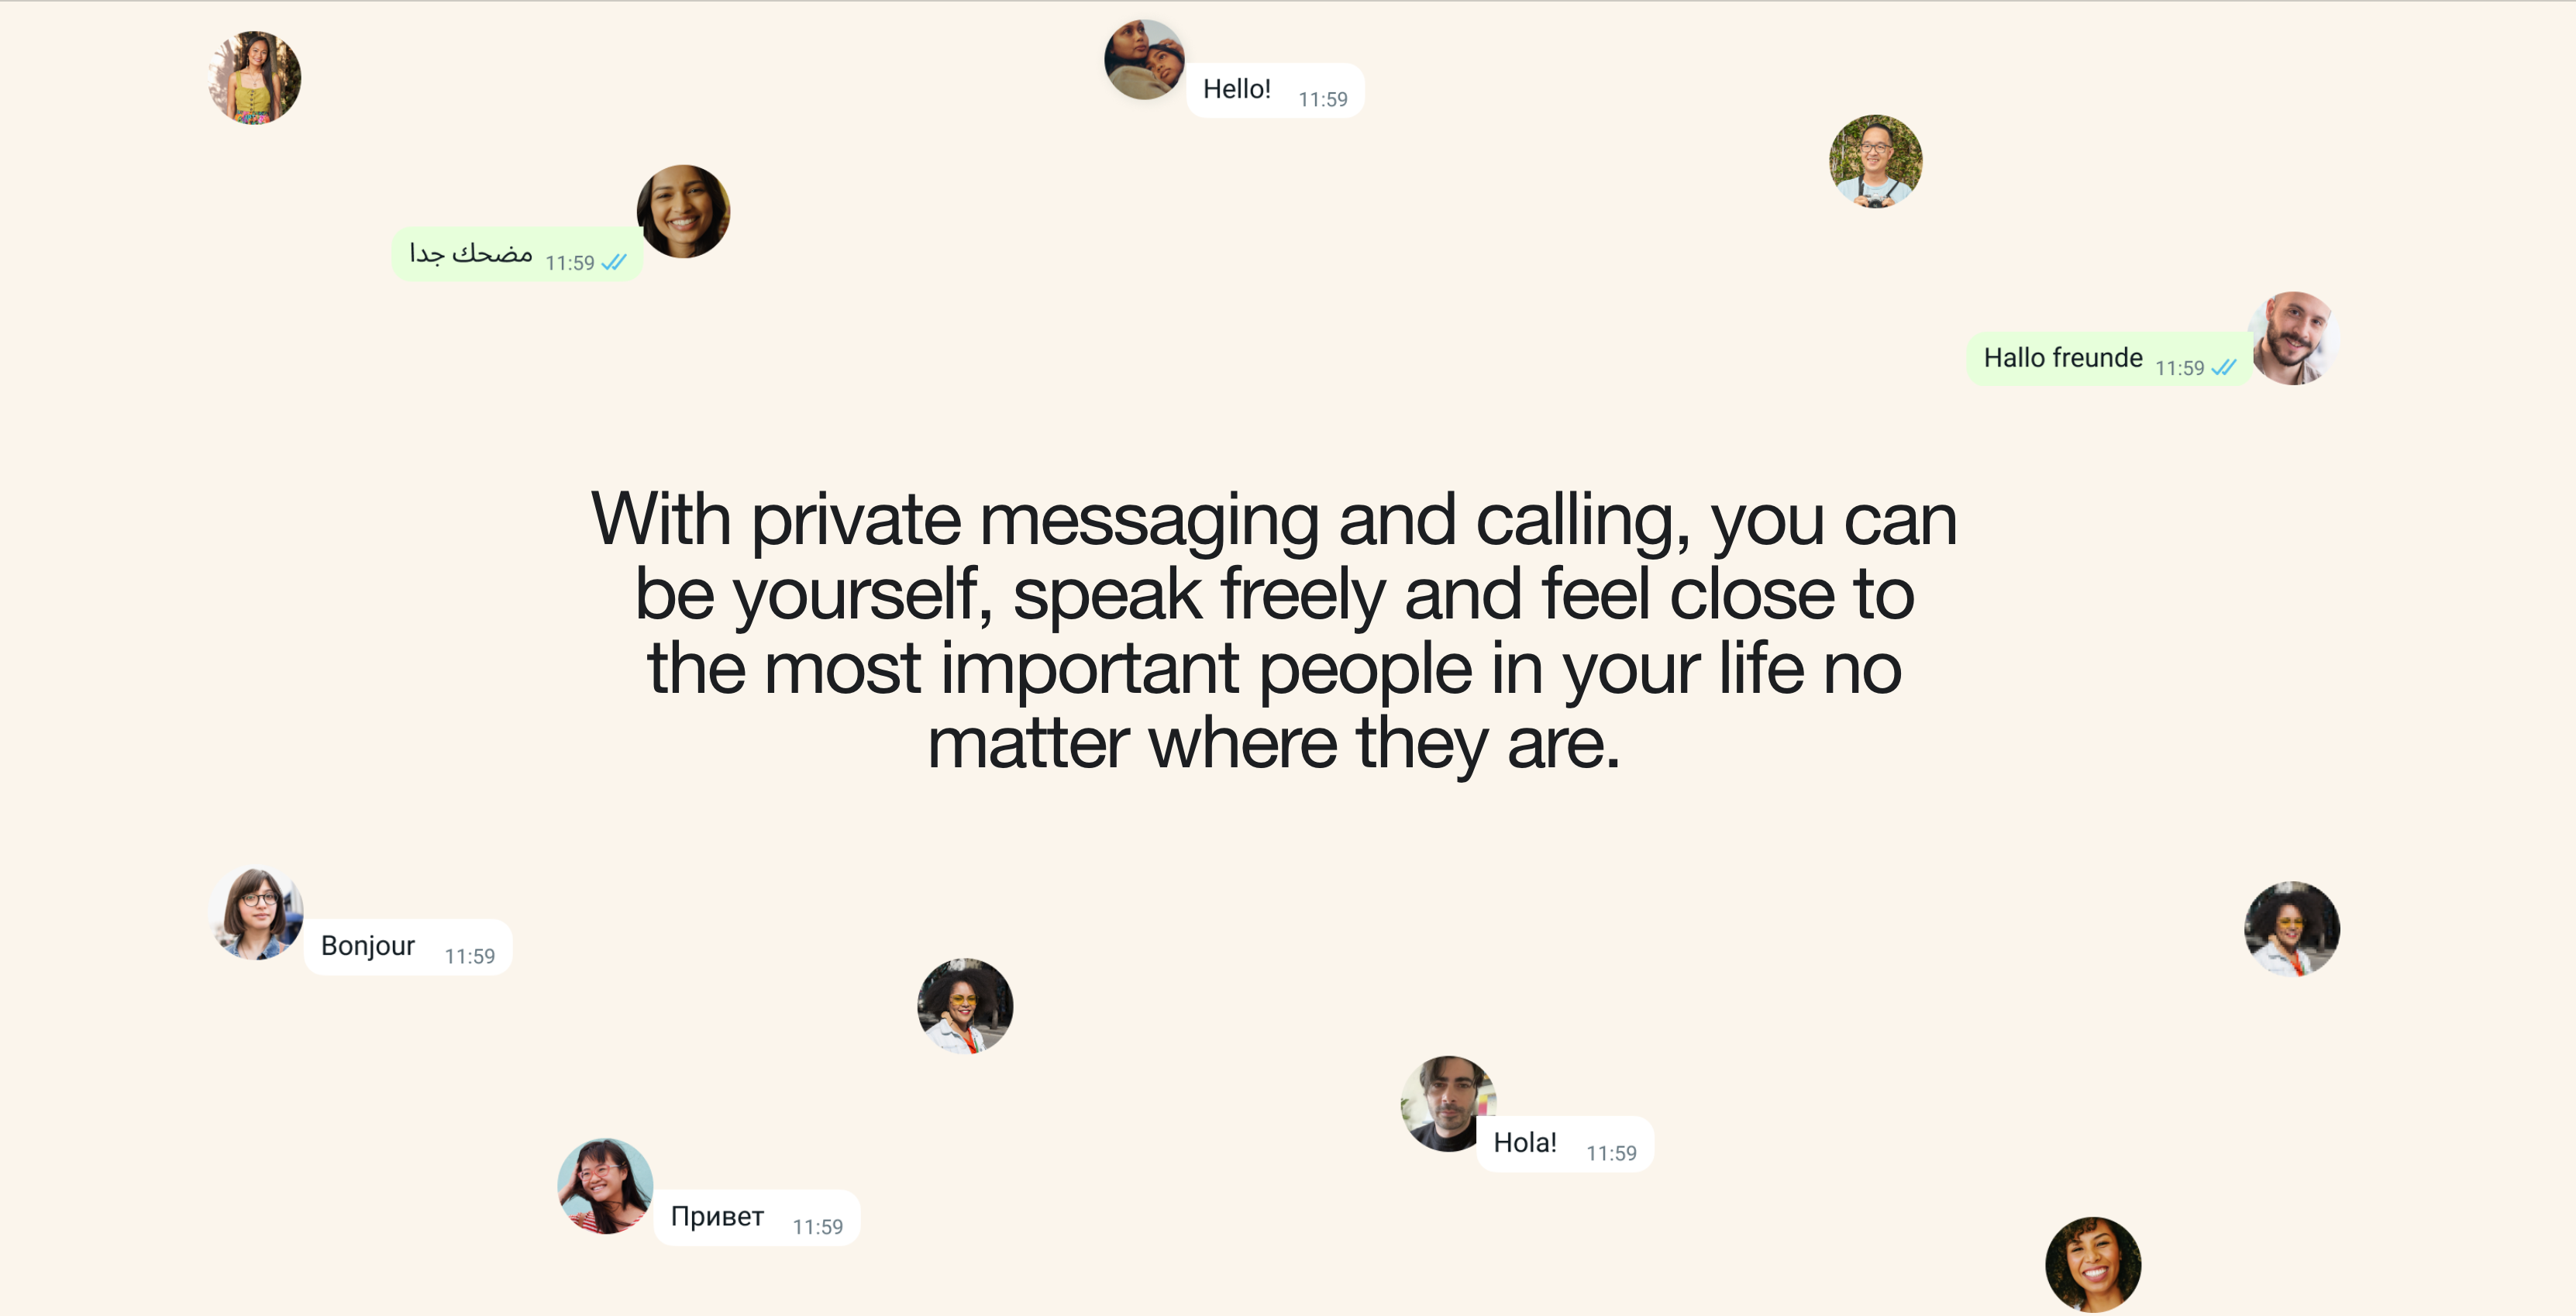 Hello! 11:59
مضحك جدا 11:59
Hallo freunde 11:59
With private messaging and calling, you can
be yourself, speak freely and feel close to
the most important people in your life no
matter where they are.
Bonjour 11:59
Hola! 11:59
Привет 11:59